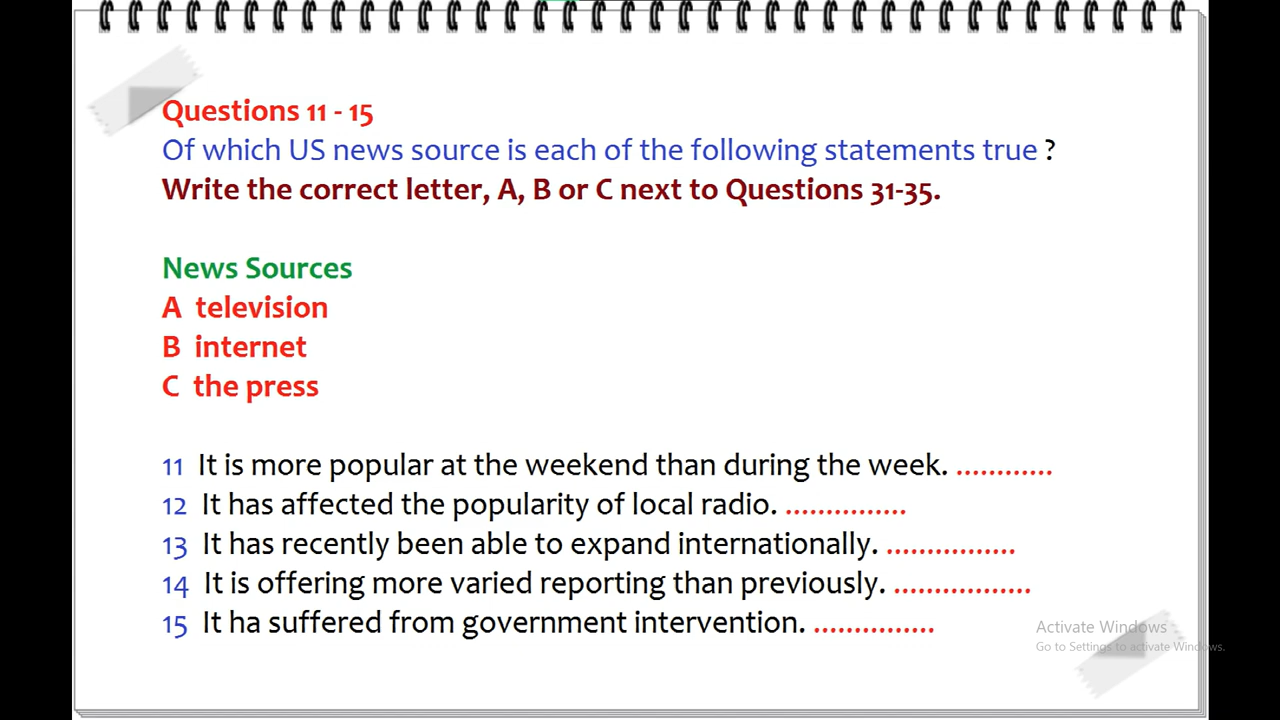 Questions 11 - 15
Of which US news source is each of the following statements true ?
Write the correct letter, A, B or C next to Questions 31-35.
News Sources
A television
B internet
C the press
11 It is more popular at the weekend than during the week. ............
12 It has affected the popularity of local radio. ...............
13 It has recently been able to expand internationally. ................
14 It is offering more varied reporting than previously. .................
15 It ha suffered from government intervention. ...............
Activate Windows
Go to Settings to activate Windows.